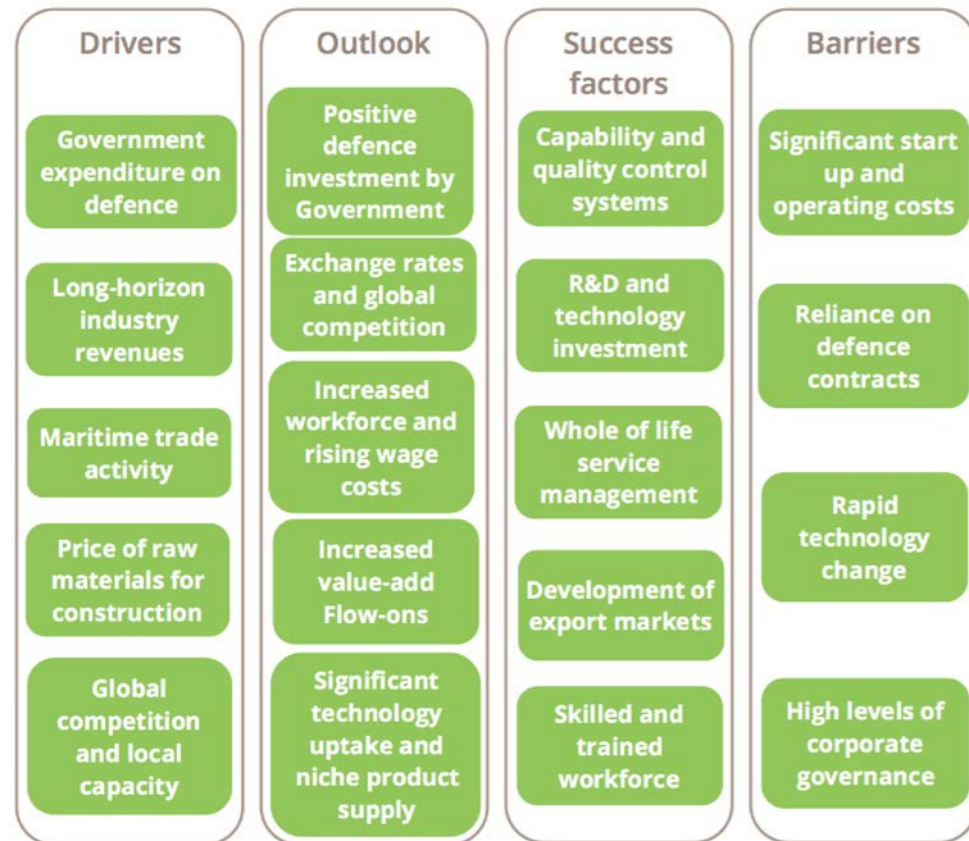 Drivers
Government
expenditure on
defence
Long-horizon
industry
revenues
Maritime trade
activity
Price of raw
materials for
construction
Global
competition
and local
capacity
Outlook
Positive
defence
investment by
Government
Exchange rates
and global
competition
Increased
workforce and
rising wage
costs
Increased
value-add
Flow-ons
Significant
technology
uptake and
niche product
supply
Success
factors
Capability and
quality control
systems
R&D and
technology
investment
Whole of life
service
management
Development of
export markets
Skilled and
trained
workforce
Barriers
Significant start
up and
operating costs
Reliance on
defence
contracts
Rapid
technology
change
High levels of
corporate
governance